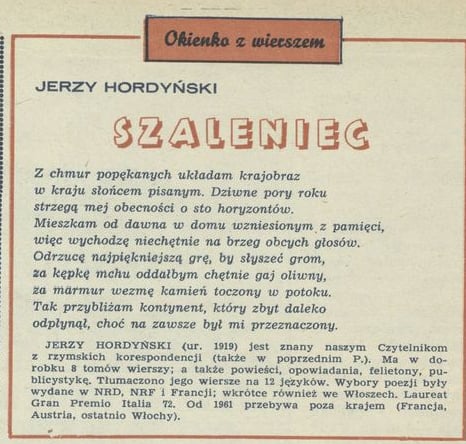 Okienko z wierszem
JERZY HORDYŃSKI
SZALENIEC
Z chmur popękanych układam krajobraz
w kraju słońcem pisanym. Dziwne pory roku
strzegą mej obecności o sto horyzontów.
Mieszkam od dawna w domu wzniesionym z pamięci,
więc wychodzę niechętnie na brzeg obcych głosów.
Odrzucę najpiękniejszą grę, by słyszeć grom,
za kępkę mchu oddałbym chętnie gaj oliwny,
za marmur wezmę kamień toczony w potoku.
Tak przybliżam kontynent, który zbyt daleko
odpłynął, choć na zawsze był mi przeznaczony.
JERZY HORDYŃSKI (ur. 1919) jest znany naszym Czytelnikom
z rzymskich korespondencji (także w poprzednim P.). Ma w do-
robku 8 tomów wierszy; a także powieści, opowiadania, felietony, pu-
blicystykę. Tłumaczono jego wiersze na 12 języków. Wybory poezji były
wydane w NRD, NRF i Francji; wkrótce również we Włoszech. Laureat
Gran Premio Italia 72. Od 1961 przebywa poza krajem (Francja,
Austria, ostatnio Włochy).